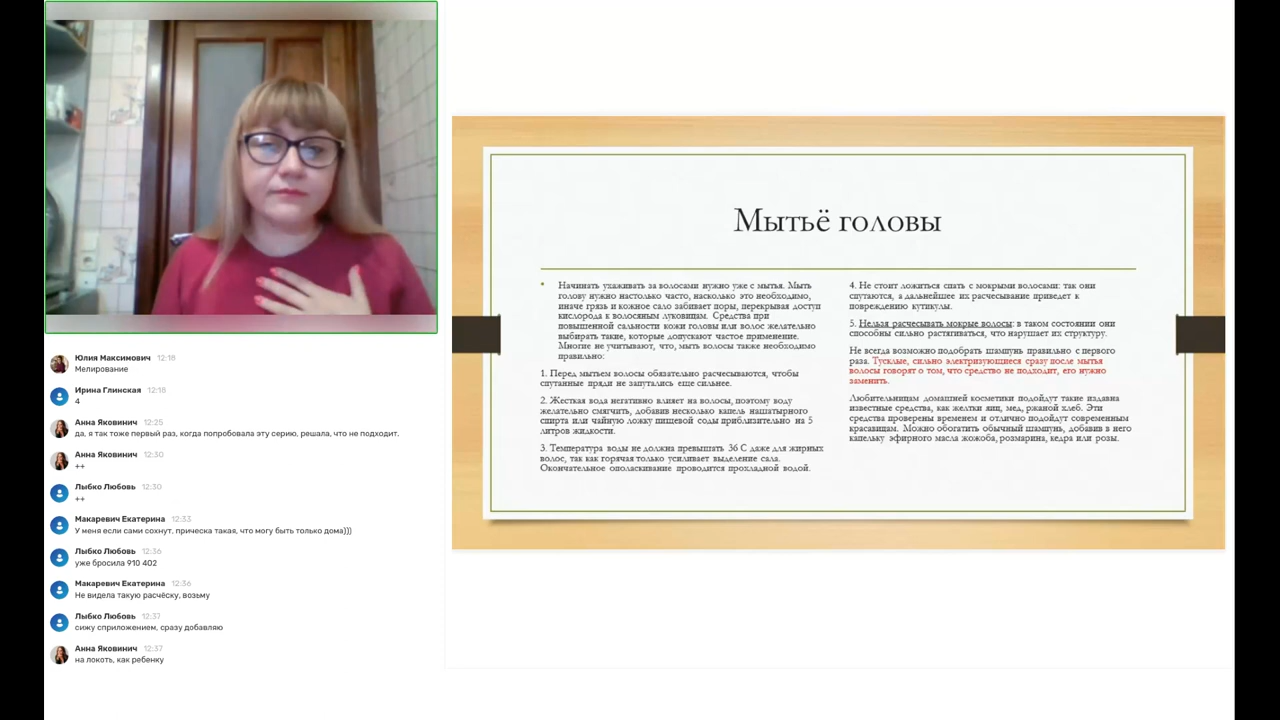 Юлия Максимович 12:18
Мелирование
Ирина Глинская 12:18
4
Анна Яковинич 12:25
да, я так тоже первый раз, когда попробовала эту серию, решала, что не подходит.
Анна Яковинич 12:30
++
Лыбко Любовь 12:30
++
Макаревич Екатерина 12:33
У меня если сами сохнут, прическа такая, что могу быть только дома)))
Лыбко Любовь 12:36
уже бросила 910 402
Макаревич Екатерина 12:36
Не видела такую расчёску, возьму
Лыбко Любовь 12:37
сижу сприложением, сразу добавляю
Анна Яковинич 12:37
на локоть, как ребенку
Мытьё головы
• Начинать ухаживать за волосами нужно уже с мытья. Мыть
голову нужно настолько часто, насколько это необходимо,
иначе грязь и кожное сало забивает поры, перекрывая доступ
кислорода к волосяным луковицам. Средства при
повышенной сальности кожи головы или волос желательно
выбирать такие, которые допускают частое применение.
Многие не учитывают, что, мыть волосы также необходимо
правильно:
1. Перед мытьем волосы обязательно расчесываются, чтобы
спутанные пряди не запутались еще сильнее.
2. Жесткая вода негативно влияет на волосы, поэтому воду
желательно смягчить, добавив несколько капель нашатырного
спирта или чайную ложку пищевой соды приблизительно на 5
литров жидкости.
3. Температура воды не должна превышать 36 С даже для жирных
волос, так как горячая только усиливает выделение сала.
Окончательное ополаскивание проводится прохладной водой.
4. Не стоит ложиться спать с мокрыми волосами: так они
спутаются, а дальнейшее их расчесывание приведет к
повреждению кутикулы.
5. Нельзя расчесывать мокрые волосы: в таком состоянии они
способны сильно растягиваться, что нарушает их структуру.
Не всегда возможно подобрать шампунь правильно с первого
раза. Тусклые, сильно электризующиеся сразу после мытья
волосы говорят о том, что средство не подходит, его нужно
заменить.
Любительницам домашней косметики подойдут такие издавна
известные средства, как желтки яиц, мед, ржаной хлеб. Эти
средства проверены временем и отлично подойдут современным
красавицам. Можно обогатить обычный шампунь, добавив в него
капельку эфирного масла жожоба, розмарина, кедра или розы.